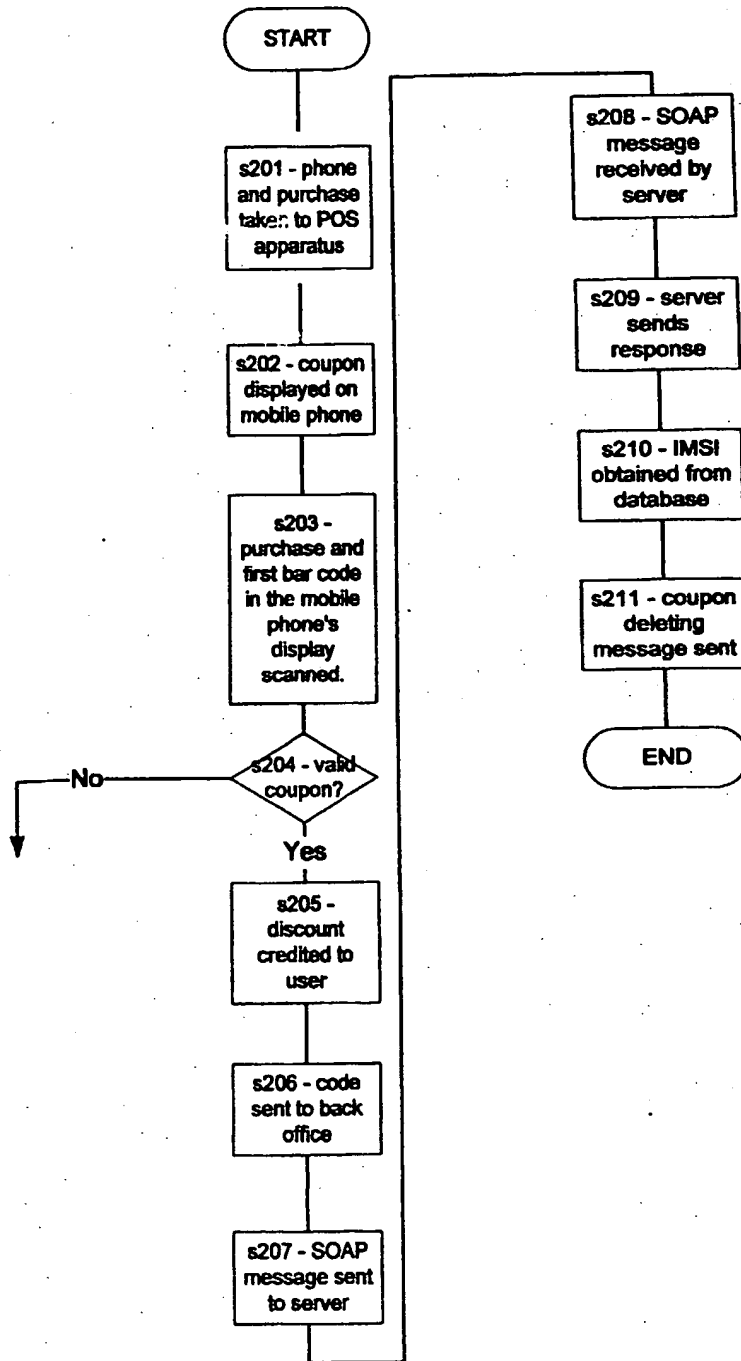 START
s201 - phone
and purchase
taken to POS
apparatus
s202 - coupon
displayed on
mobile phone
s203 -
purchase and
first bar code
in the mobile
phone's
display
scanned.
s204 - valid
coupon?
No
Yes
s205 -
discount
credited to
user
s206 - code
sent to back
office
s207 - SOAP
message sent
to server
s208 - SOAP
message
received by
server
s209 - server
sends
response
s210 - IMSI
obtained from
database
s211 - coupon
deleting
message sent
END